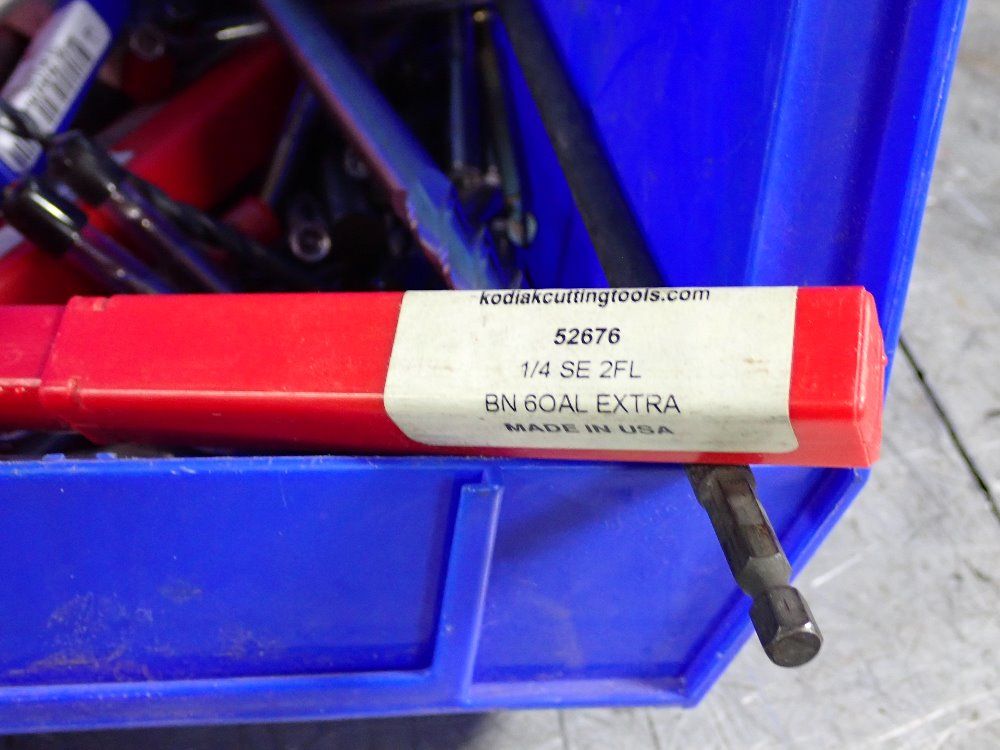 kodiakcuttingtools.com
52676
1/4 SE 2FL
BN 6OAL EXTRA
MADE IN USA